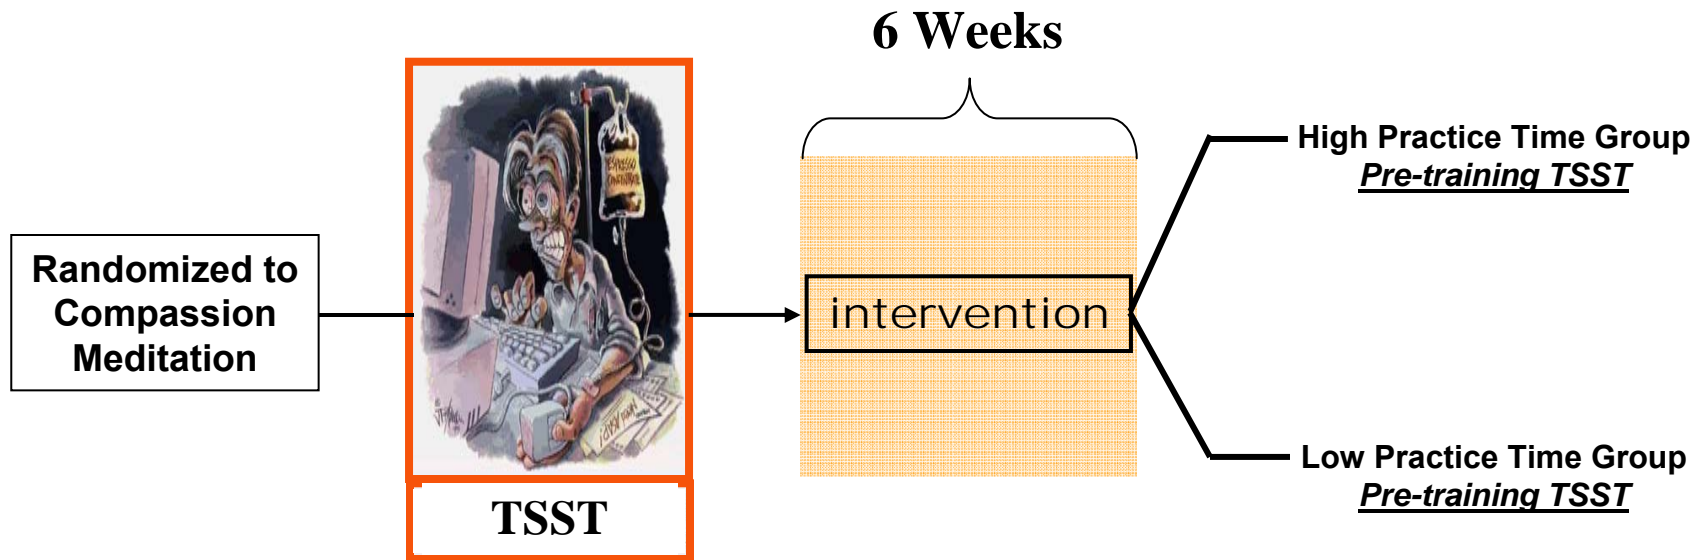 6 Weeks
Randomized to
Compassion
Meditation
ESPRESSO
TSST
intervention
High Practice Time Group
Pre-training TSST
Low Practice Time Group
Pre-training TSST